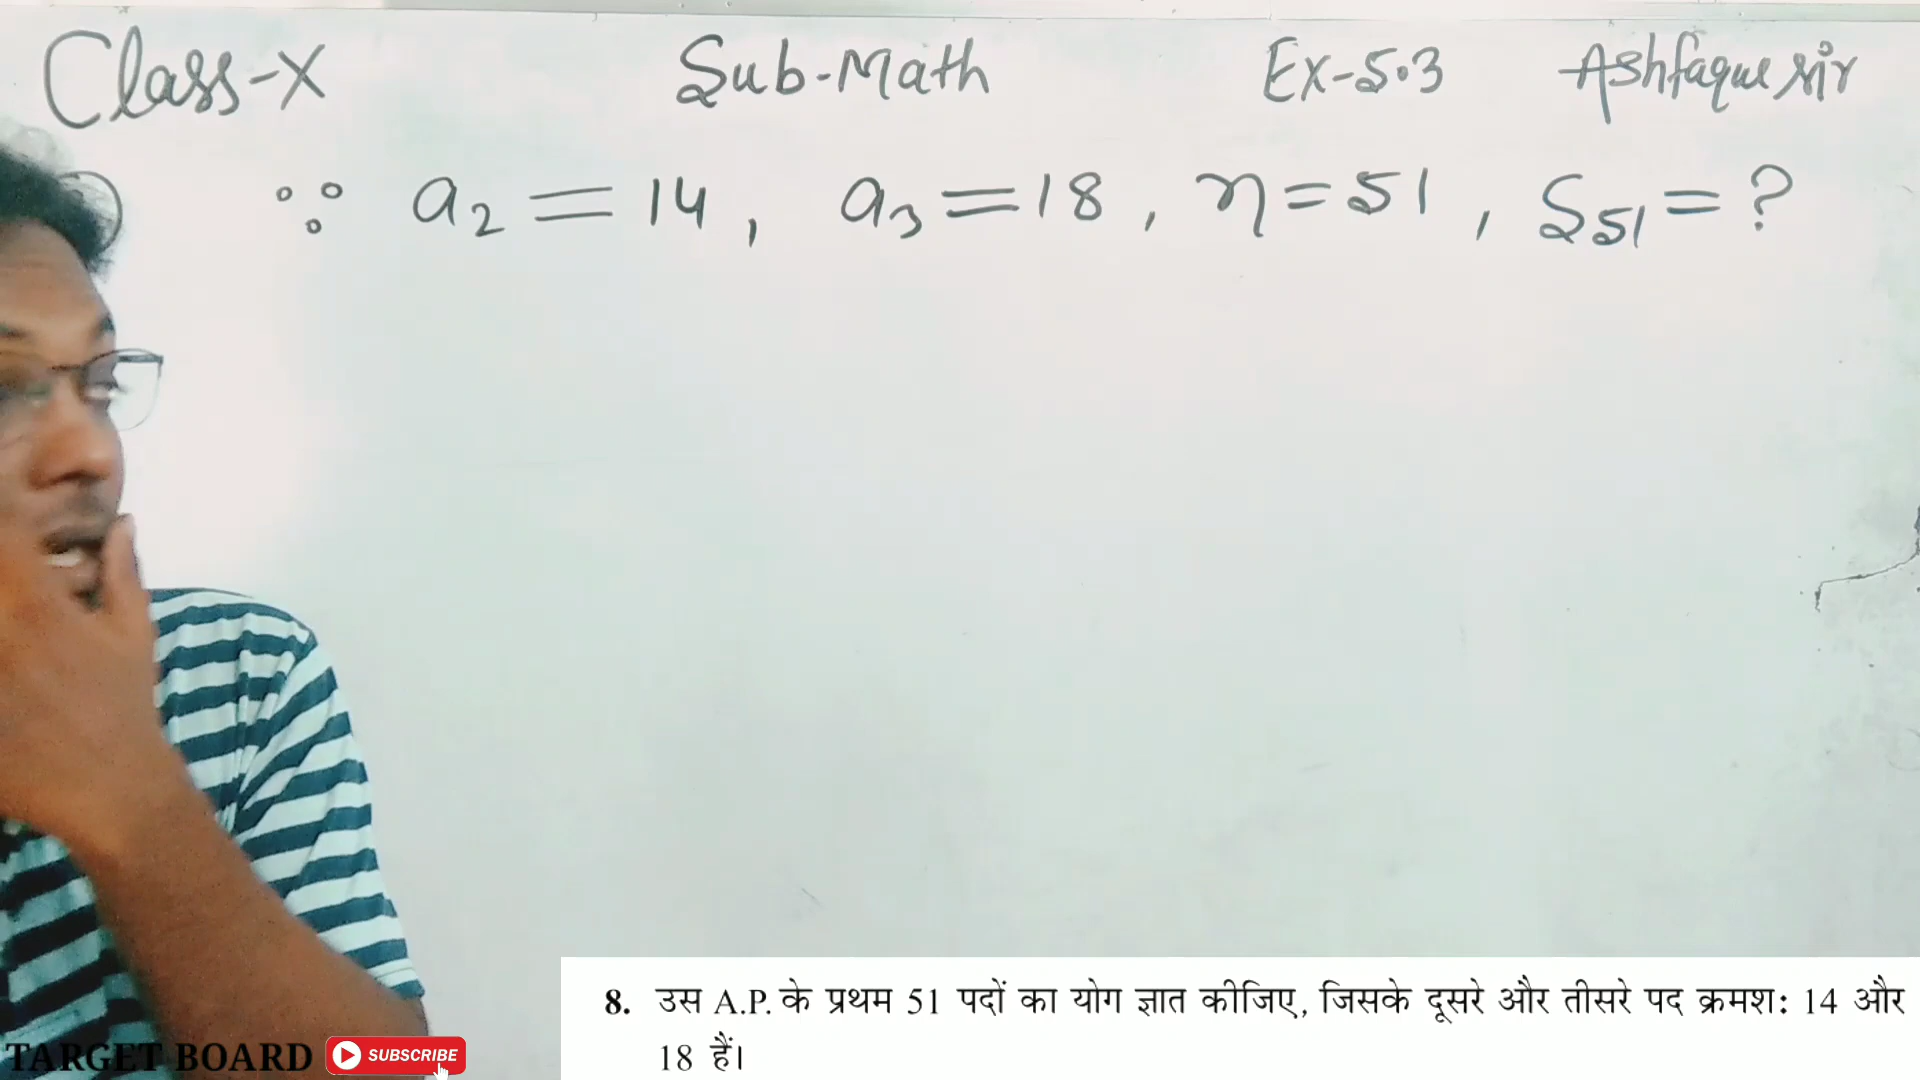 Class-X Sub-Math Ex-5.3 Ashfaque sir
∵ a₂ = 14, a₃ = 18, n = 51, S₅₁ = ?
8. उस A.P. के प्रथम 51 पदों का योग ज्ञात कीजिए, जिसके दूसरे और तीसरे पद क्रमश: 14 और
18 हैं।
TARGET BOARD SUBSCRIBE